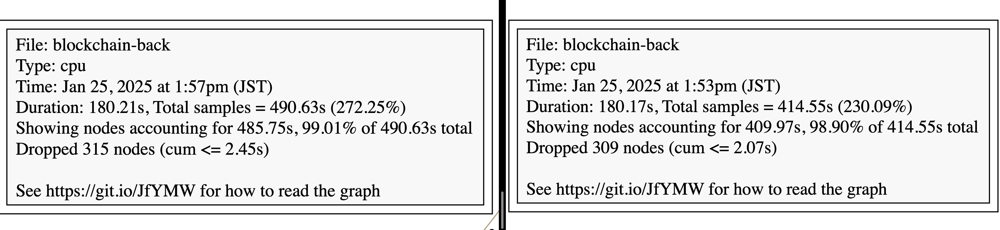 File: blockchain-back
Type: cpu
Time: Jan 25, 2025 at 1:57pm (JST)
Duration: 180.21s, Total samples = 490.63s (272.25%)
Showing nodes accounting for 485.75s, 99.01% of 490.63s total
Dropped 315 nodes (cum <= 2.45s)
See https://git.io/JfYMW for how to read the graph
File: blockchain-back
Type: cpu
Time: Jan 25, 2025 at 1:53pm (JST)
Duration: 180.17s, Total samples = 414.55s (230.09%)
Showing nodes accounting for 409.97s, 98.90% of 414.55s total
Dropped 309 nodes (cum <= 2.07s)
See https://git.io/JfYMW for how to read the graph